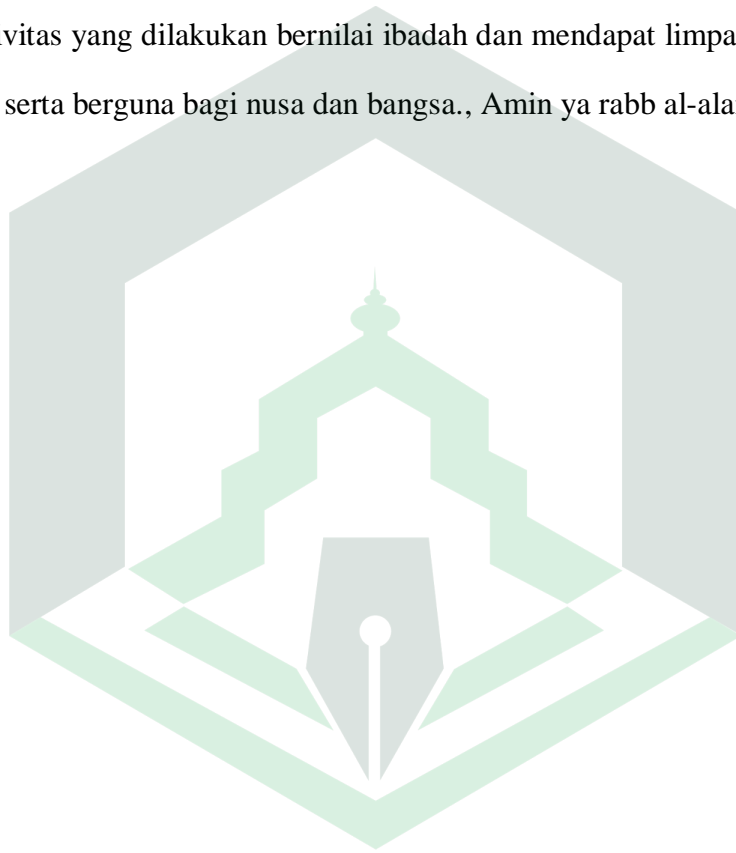 vitas yang dilakukan bernilai ibadah dan mendapat limpa
serta berguna bagi nusa dan bangsa., Amin ya rabb al-ala